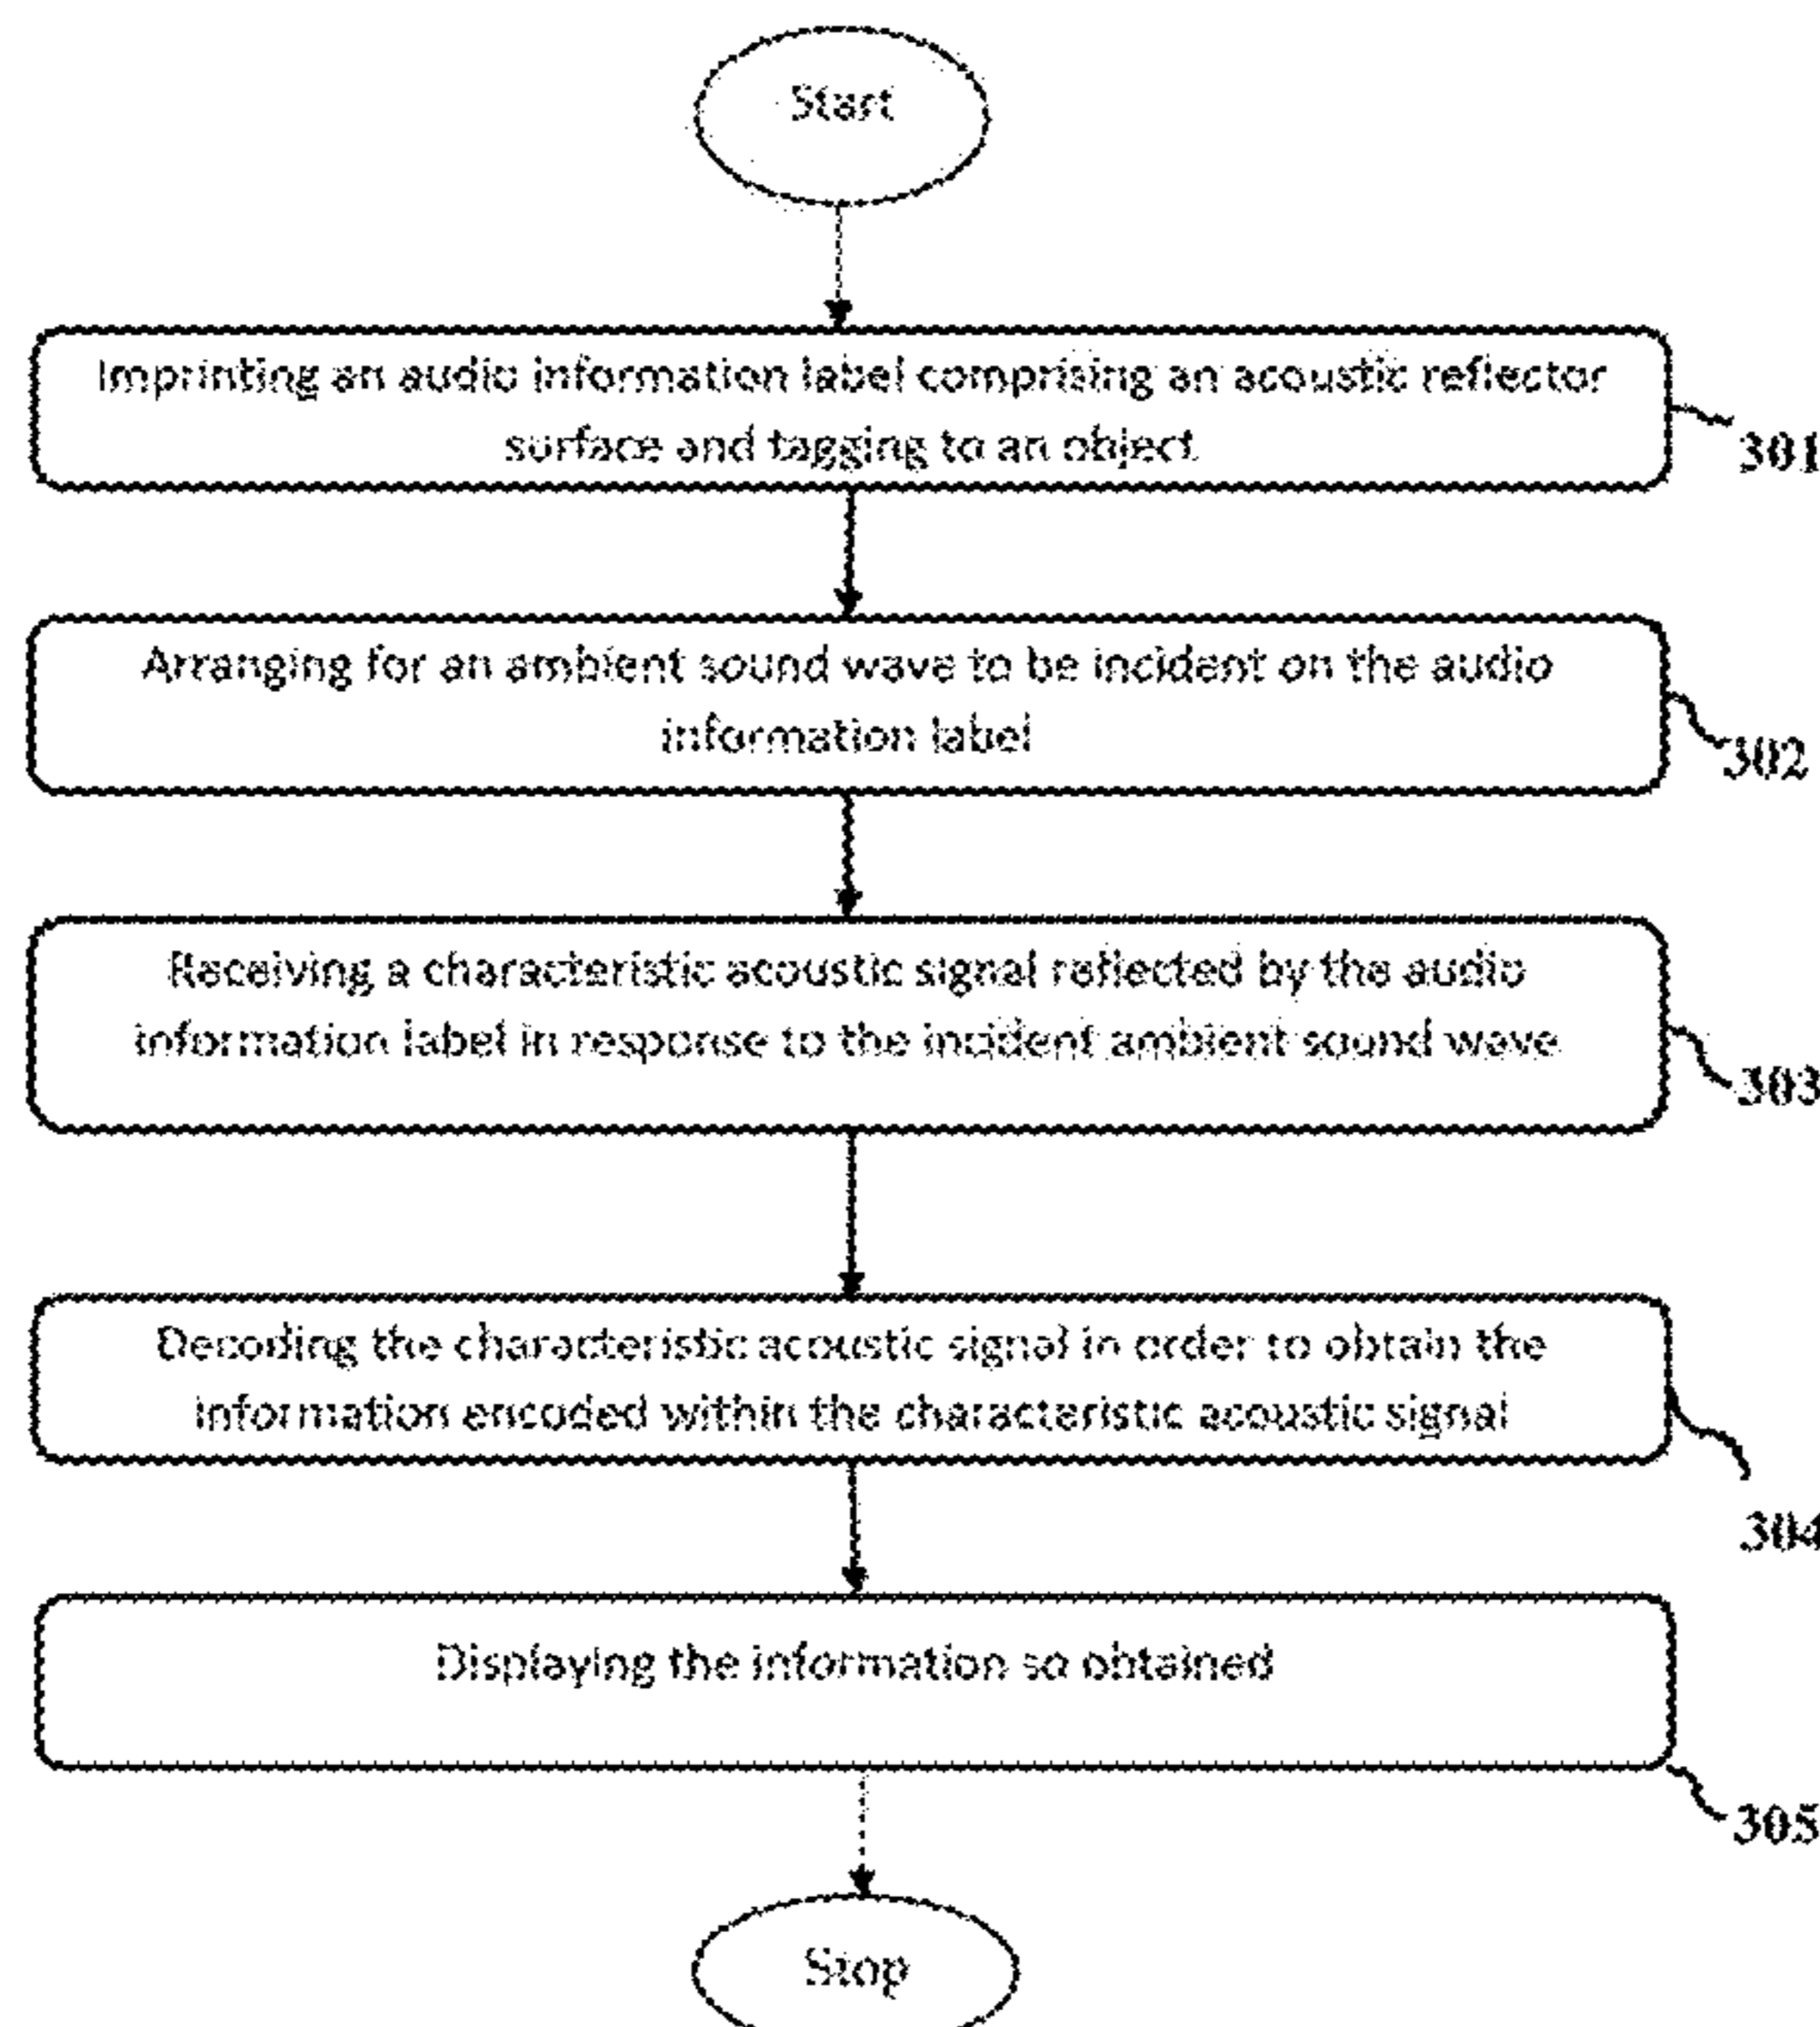 Start
Imprinting an audio information label comprising an acoustic reflector
surface and tagging to an object
301
Arranging for an ambient sound wave to be incident on the audio
information label
302
Receiving a characteristic acoustic signal reflected by the audio
information label in response to the incident ambient sound wave
303
Decoding the characteristic acoustic signal in order to obtain the
information encoded within the characteristic acoustic signal
304
Displaying the information so obtained
305
Stop